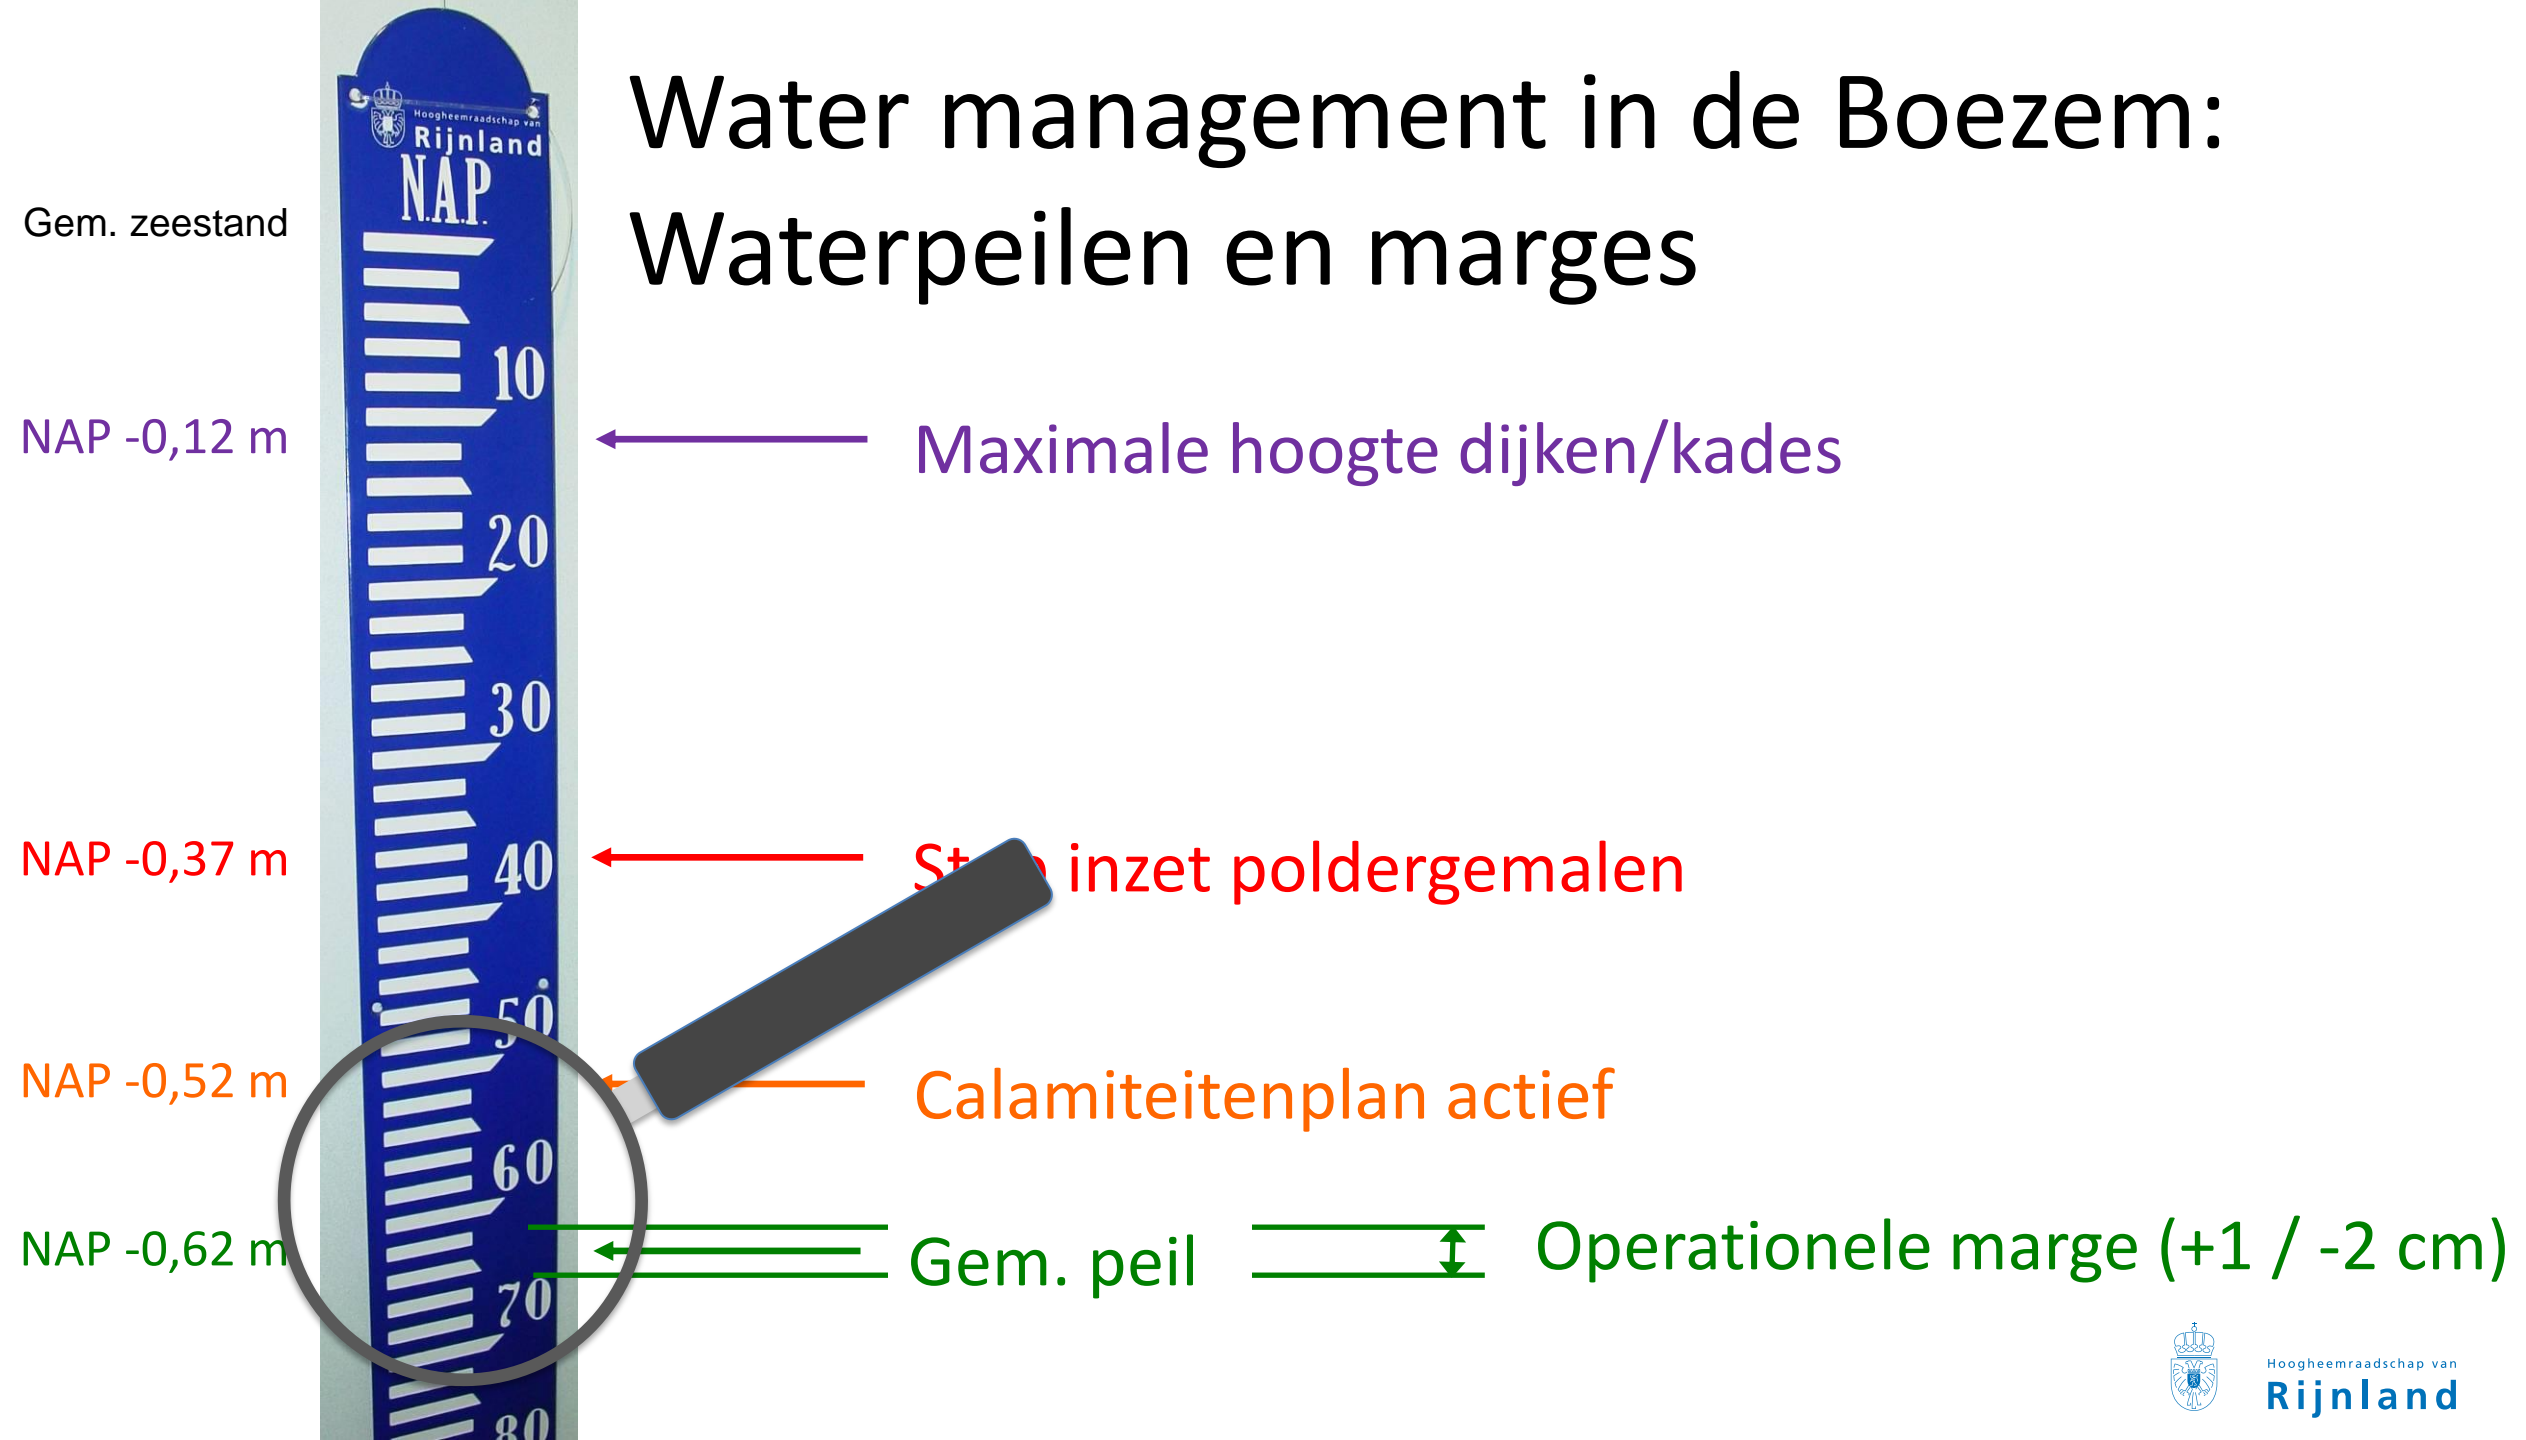 Water management in de Boezem:
Waterpeilen en marges
Hoogheemraadschap van
Rijnland
N.A.P.
Gem. zeestand
10
NAP -0,12 m
Maximale hoogte dijken/kades
20
30
NAP -0,37 m
40
inzet poldergemalen
50
NAP -0,52 m
Calamiteitenplan actief
60
NAP -0,62 m
Gem. peil
Operationele marge (+1 / -2 cm)
70
80
Hoogheemraadschap van
Rijnland